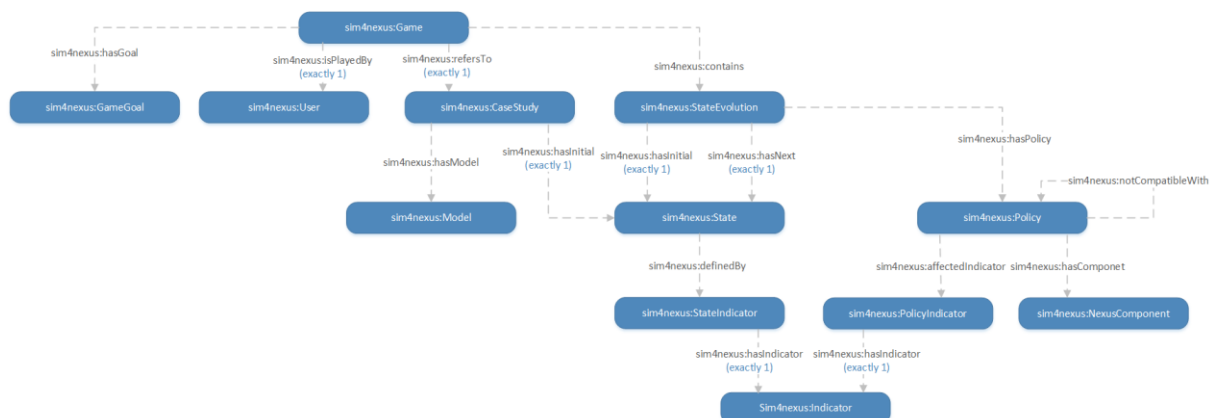 sim4nexus:Game
sim4nexus:hasGoal
sim4nexus:isPlayedBy
(exactly 1)
sim4nexus:refersTo
(exactly 1)
sim4nexus:contains
sim4nexus:GameGoal
sim4nexus:User
sim4nexus:CaseStudy
sim4nexus:StateEvolution
sim4nexus:hasModel
sim4nexus:hasInitial
(exactly 1)
sim4nexus:hasInitial
(exactly 1)
sim4nexus:hasNext
(exactly 1)
sim4nexus:hasPolicy
sim4nexus:notCompatibleWith
sim4nexus:Model
sim4nexus:State
sim4nexus:Policy
sim4nexus:definedBy
sim4nexus:affectedIndicator
sim4nexus:hasComponet
sim4nexus:StateIndicator
sim4nexus:PolicyIndicator
sim4nexus:NexusComponent
sim4nexus:hasIndicator
(exactly 1)
sim4nexus:hasIndicator
(exactly 1)
Sim4nexus:Indicator